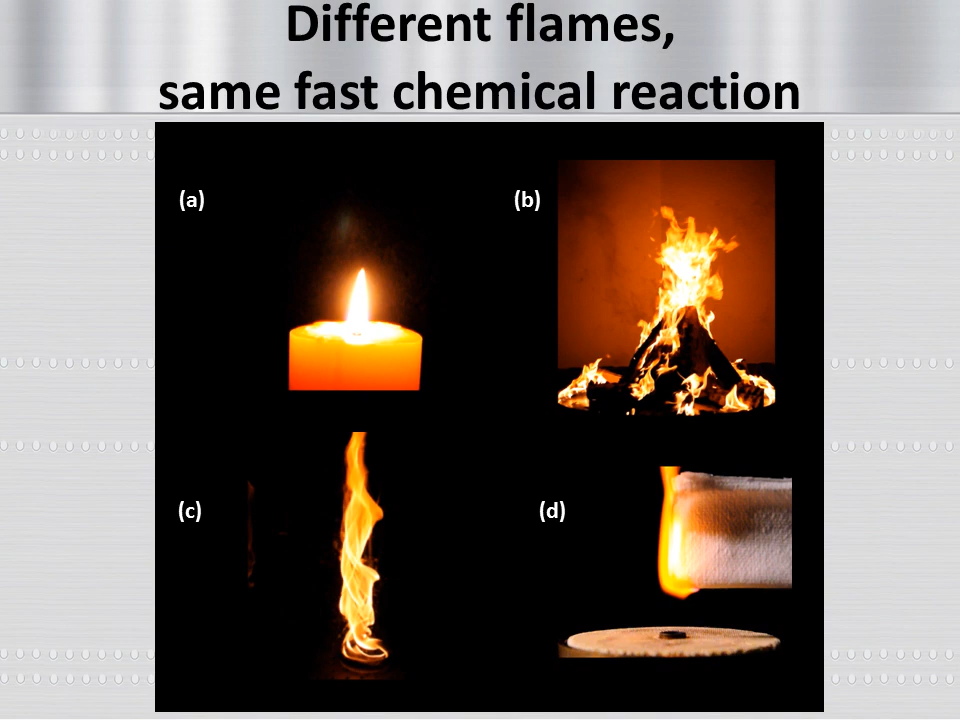 Different flames,
same fast chemical reaction
(a)
(b)
(c)
(d)